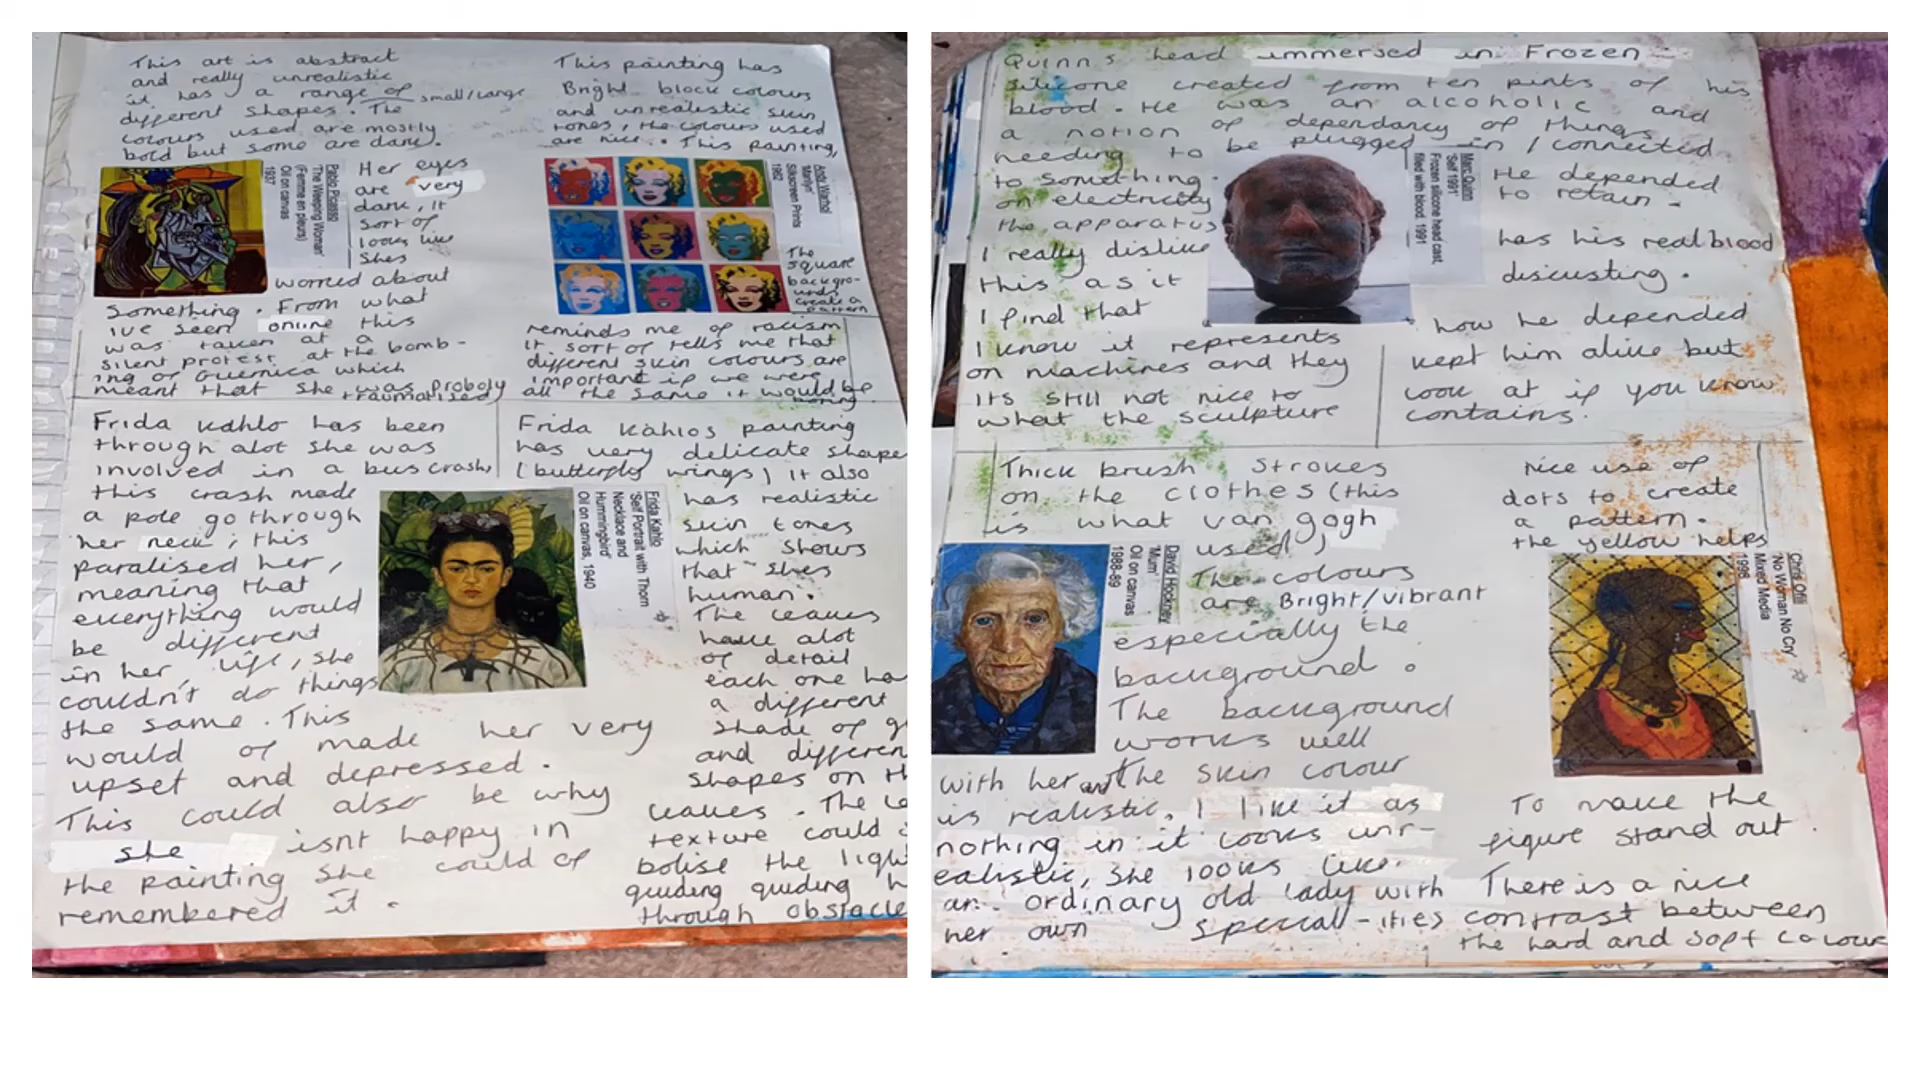 This art is abstract
and really unrealistic
it has a range of small/large
different shapes. The
colours used are mostly
bold but some are dark.
Her eyes
are very
dark, it
sort of
looks like
shes
worried about
something. From what
ive seen online this
was taken at a
silent protest at the bomb-
ing of Guernica which
meant that she was proboly
traumatised
Pablo Picasso
'The Weeping Woman'
(Femme en pleurs)
Oil on canvas
1937
This painting has
Bright block colours
and unrealistic skin
tones, the colours used
are nice. This painting,
Andy Warhol
'Marilyn'
Silkscreen Prints
1962
The
square
backgro-
unds
create a
pattern
reminds me of racism
it sort of tells me that
different skin colours are
important if we were
all the same it would be
boring.
Frida Kahlo has been
through alot she was
involved in a bus crash,
this crash made
a pole go through
her neck, this
paralised her,
meaning that
everything would
be different
in her life, she
couldn't do things
the same. This
would of made her very
upset and depressed.
This could also be why
she isnt happy in
the painting she could of
remembered it.
Frida Kahlo
'Self Portrait with Thorn
Necklace and
Hummingbird'
Oil on canvas, 1940
Frida Kahlos painting
has very delicate shape
(butterfly wings) it also
has realistic
skin tones
which shows
that shes
human.
The leaves
have alot
of detail
each one ha
a different
shade of g
and differen
shapes on th
leaves. The le
texture could
bolise the ligh
guiding guiding h
through obstacle
Quinns head immersed in Frozen
silicone created from ten pints of his
blood. He was an alcoholic and
a notion of dependancy of things
needing to be plugged in / connected
to something. He depended
on electricity to retain.
the apparatus
I really dislike has his real blood
this as it discusting.
I find that
I know it represents how he depended
on machines and they kept him alive but
its still not nice to look at if you know
what the sculpture contains.
Marc Quinn
'Self 1991'
Frozen silicone head cast,
filled with blood. 1991
Thick brush strokes
on the clothes (this
is what van gogh
used)
The colours
are Bright/vibrant
especially the
background.
The background
works well
with her and the skin colour
is realistic. I like it as
nothing in it looks unr-
ealistic, she looks like
an ordinary old lady with
her own speciall-ities
David Hockney
'Mum'
Oil on canvas
1988-89
nice use of
dots to create
a pattern.
the yellow helps
Chris Ofili
'No Woman No Cry'
Mixed Media
1998
To make the
figure stand out.
There is a nice
contrast between
the hard and soft colour